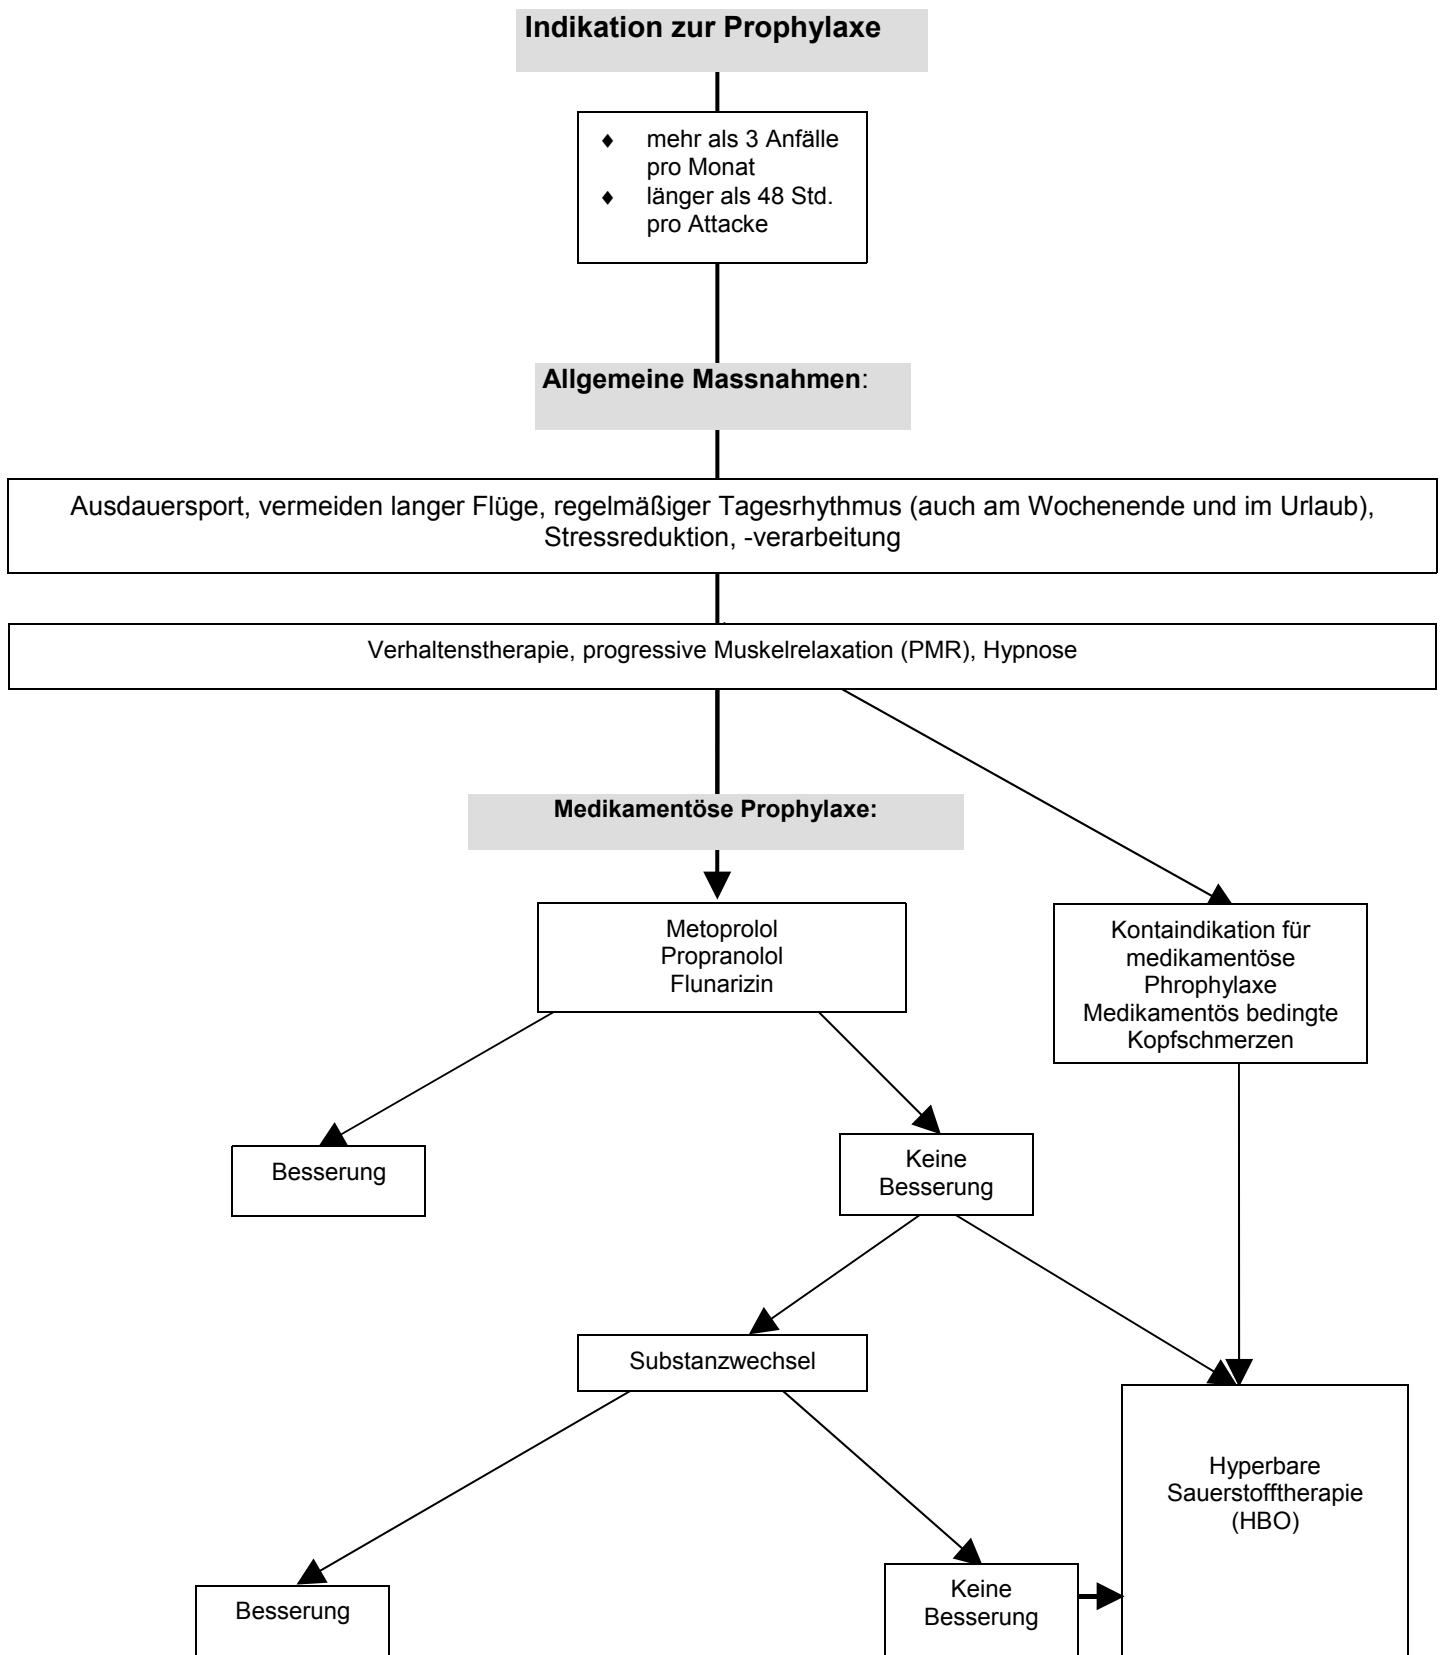 Indikation zur Prophylaxe
♦ mehr als 3 Anfälle
pro Monat
♦ länger als 48 Std.
pro Attacke
Allgemeine Massnahmen:
Ausdauersport, vermeiden langer Flüge, regelmäßiger Tagesrhythmus (auch am Wochenende und im Urlaub),
Stressreduktion, -verarbeitung
Verhaltenstherapie, progressive Muskelrelaxation (PMR), Hypnose
Medikamentöse Prophylaxe:
Metoprolol
Propranolol
Flunarizin
Kontaindikation für
medikamentöse
Phrophylaxe
Medikamentös bedingte
Kopfschmerzen
Besserung
Keine
Besserung
Substanzwechsel
Hyperbare
Sauerstofftherapie
(HBO)
Besserung
Keine
Besserung